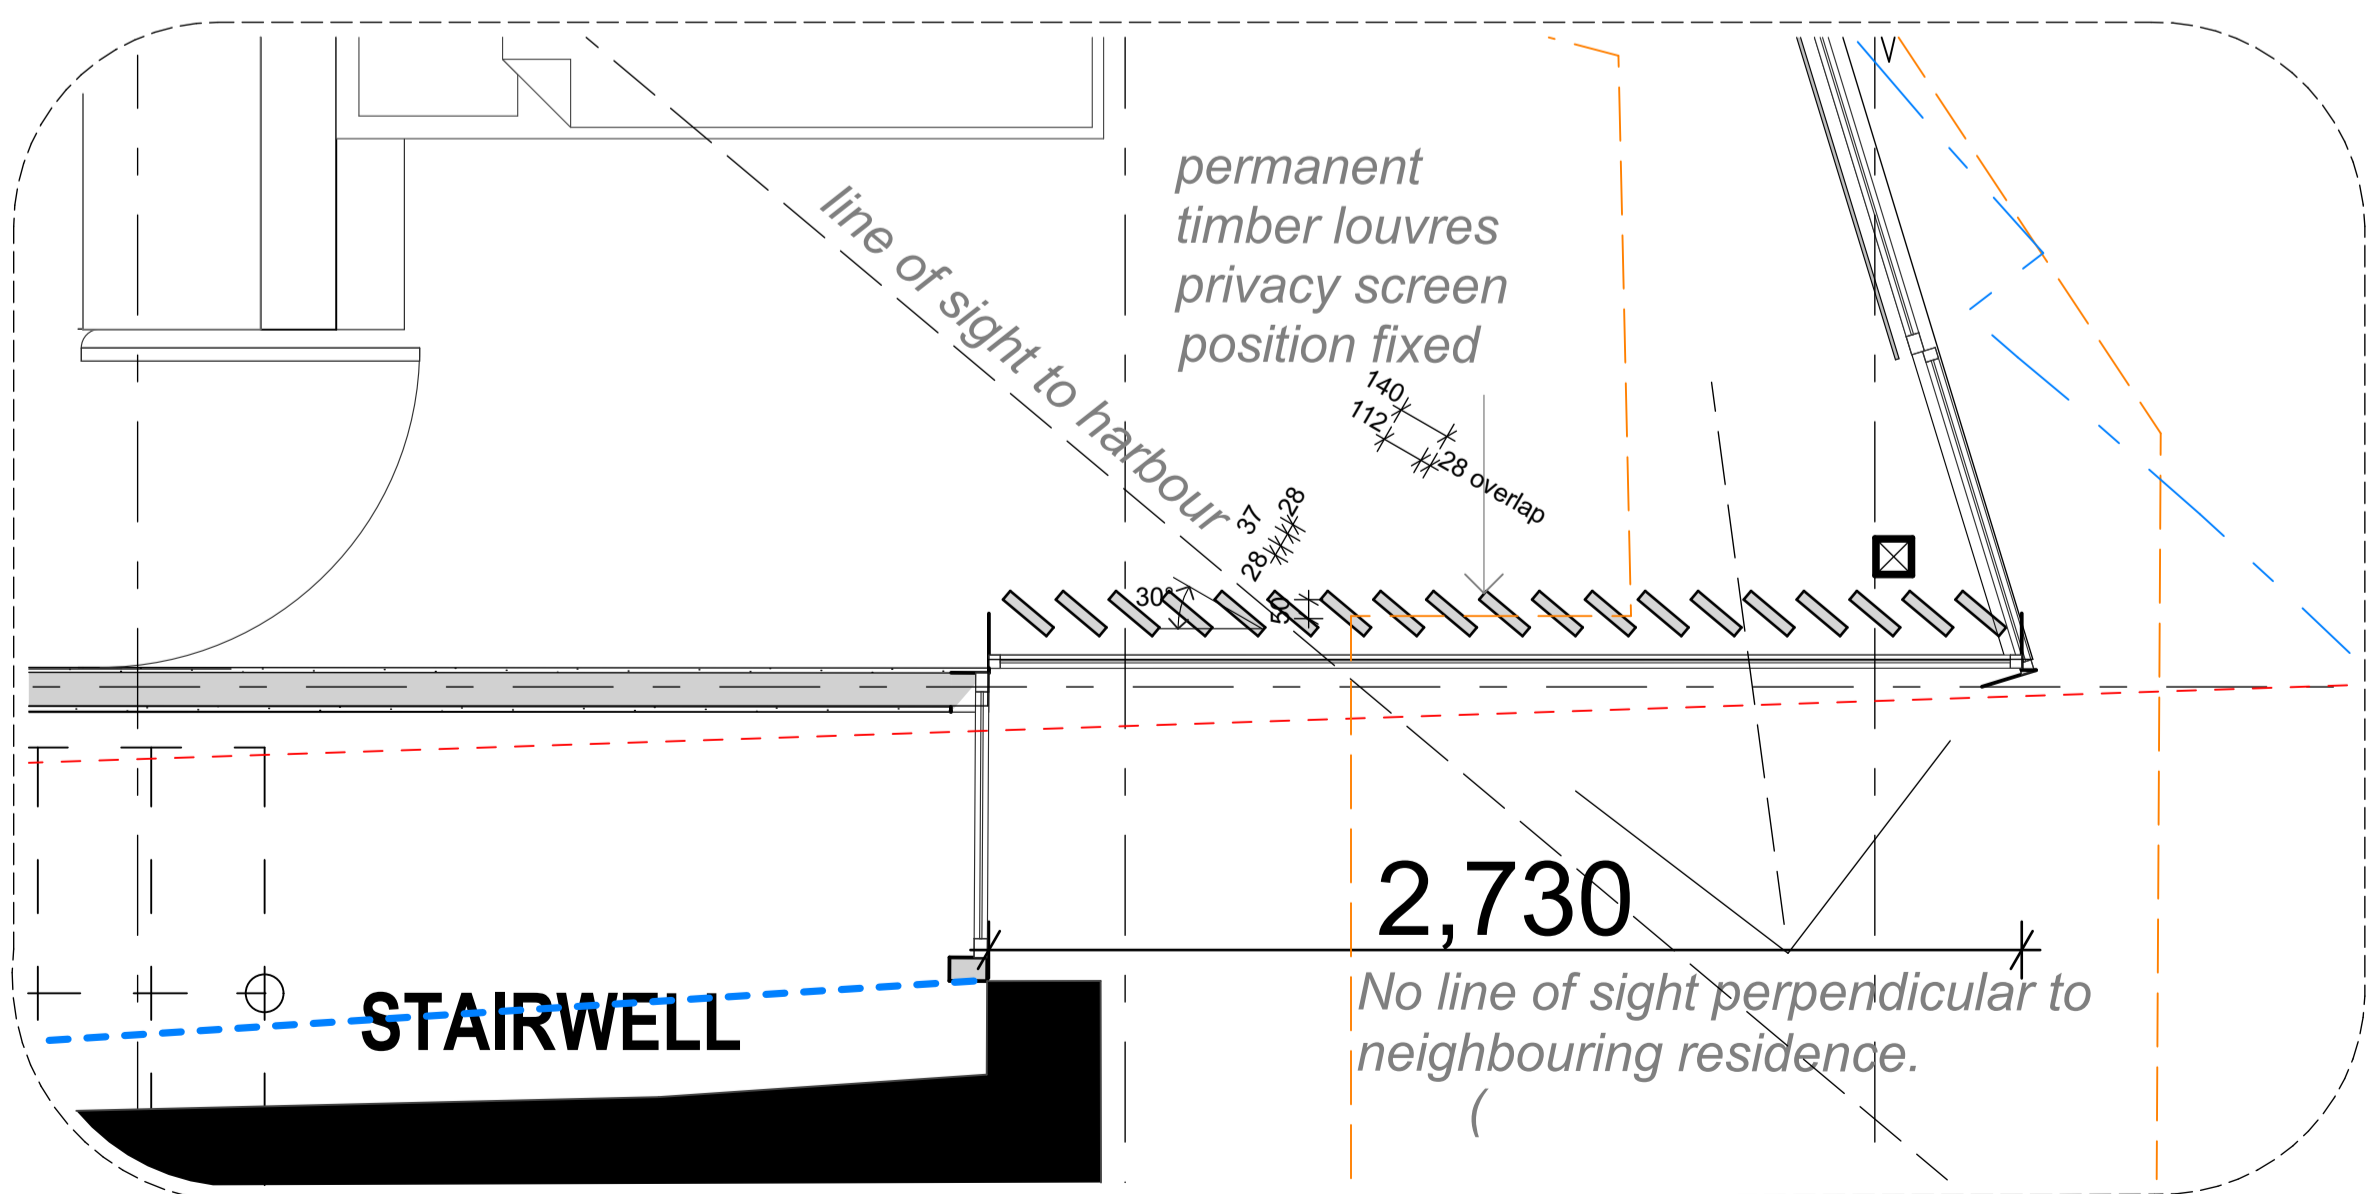 permanent
timber louvres
privacy screen
position fixed
line of sight to harbour
140
112
28 overlap
28
37
28
30°
50
2,730
No line of sight perpendicular to
neighbouring residence.
(
STAIRWELL